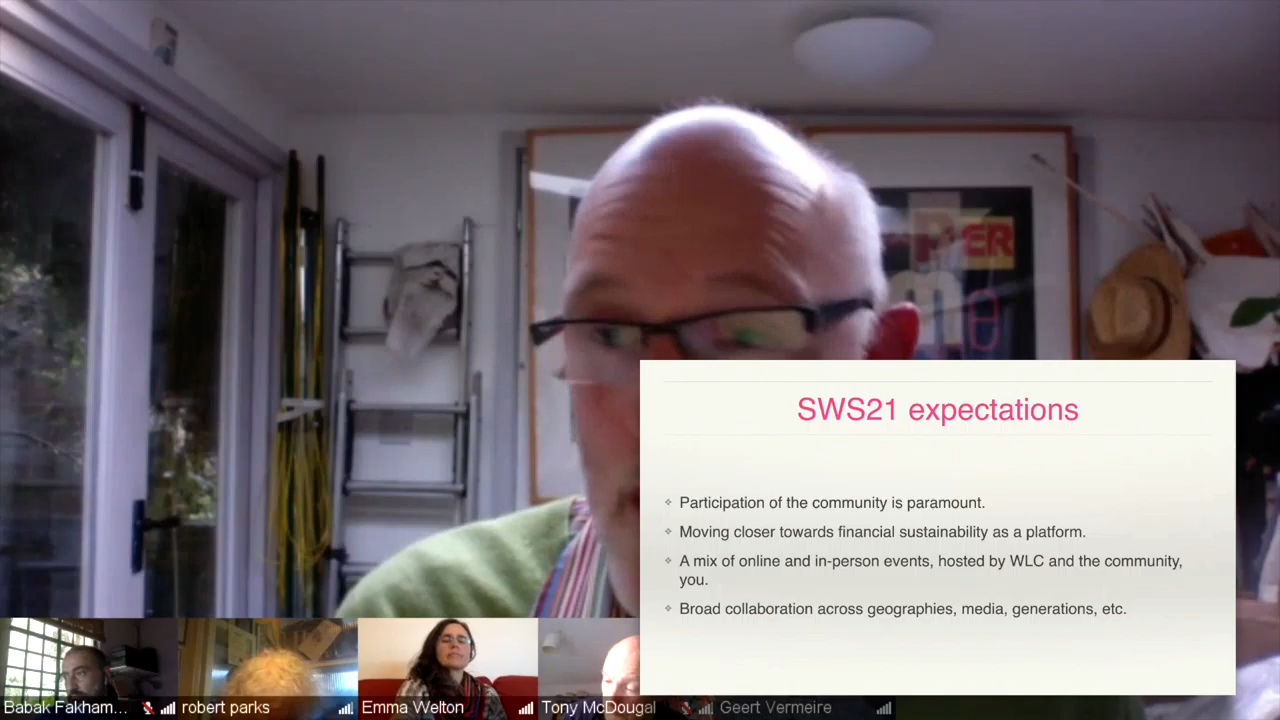 ER
me
SWS21 expectations
Participation of the community is paramount.
Moving closer towards financial sustainability as a platform.
A mix of online and in-person events, hosted by WLC and the community,
you.
Broad collaboration across geographies, media, generations, etc.
Babak Fakham...
robert parks
Emma Welton
Tony McDougal
Geert Vermeire